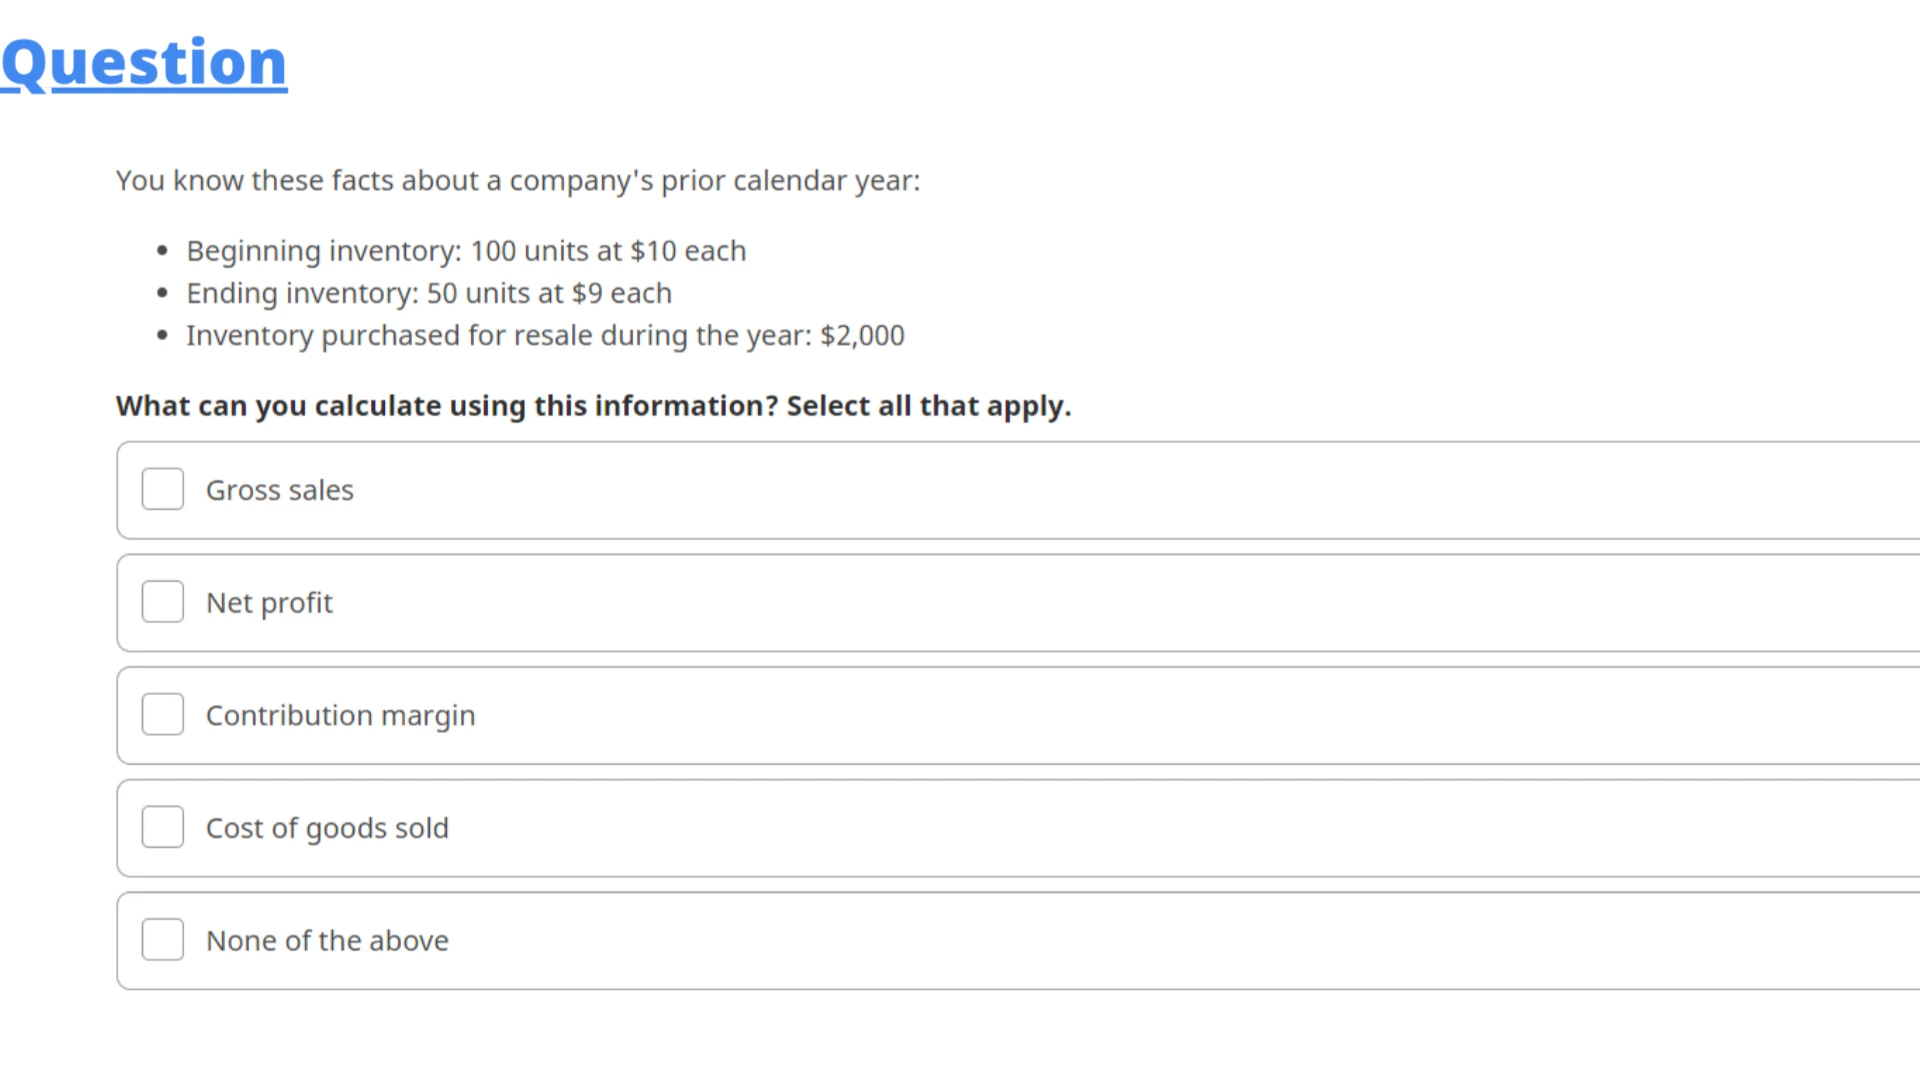 Question
You know these facts about a company's prior calendar year:
Beginning inventory: 100 units at $10 each
Ending inventory: 50 units at $9 each
Inventory purchased for resale during the year: $2,000
What can you calculate using this information? Select all that apply.
Gross sales
Net profit
Contribution margin
Cost of goods sold
None of the above